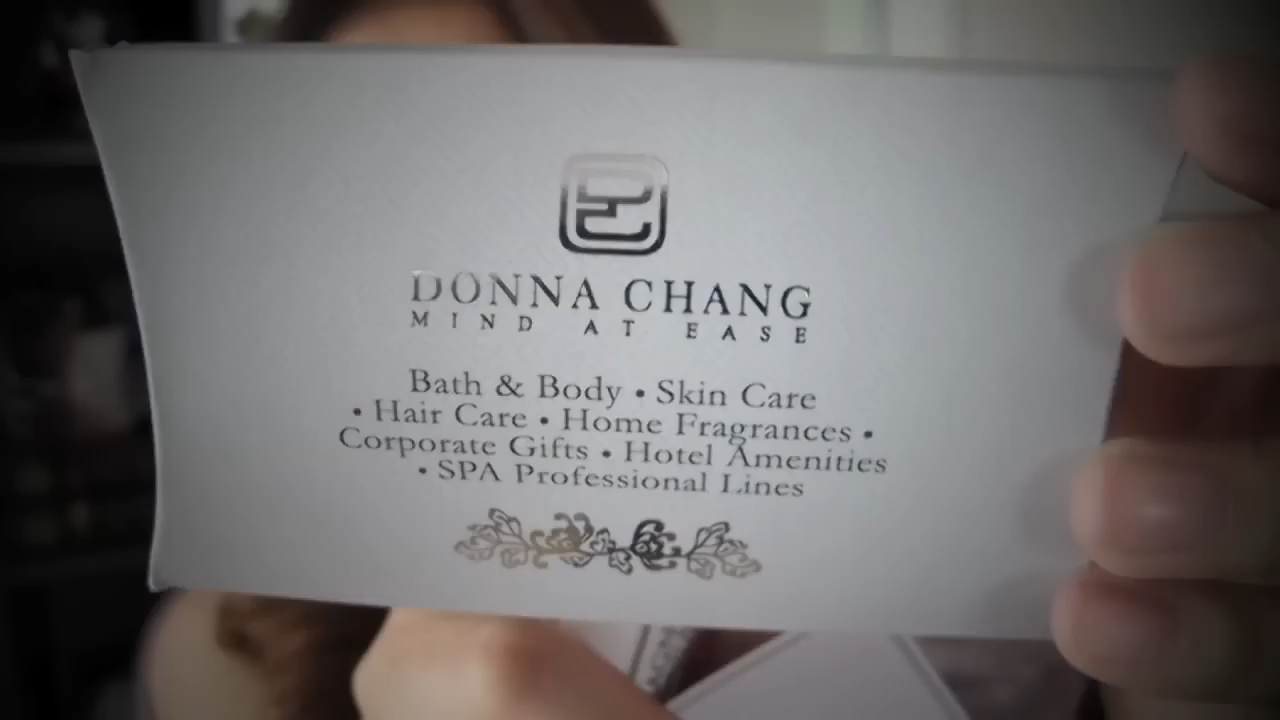 DONNA CHANG
MIND AT EASE
Bath & Body • Skin Care
• Hair Care • Home Fragrances •
Corporate Gifts • Hotel Amenities
• SPA Professional Lines